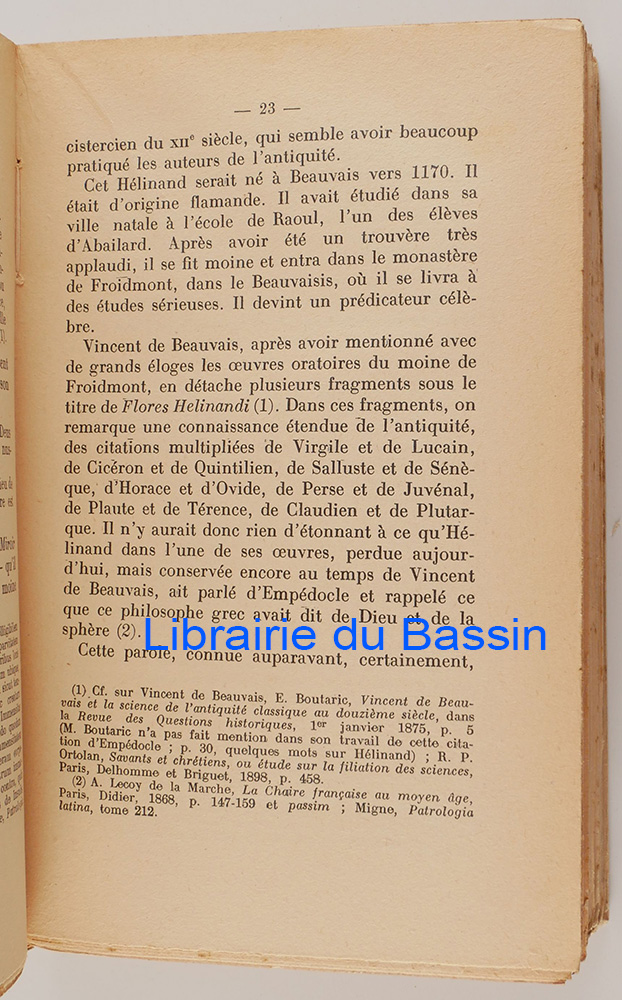 — 23 —
cistercien du XIIe siècle, qui semble avoir beaucoup
pratiqué les auteurs de l'antiquité.
Cet Hélinand serait né à Beauvais vers 1170. Il
était d'origine flamande. Il avait étudié dans sa
ville natale à l'école de Raoul, l'un des élèves
d'Abailard. Après avoir été un trouvère très
applaudi, il se fit moine et entra dans le monastère
de Froidmont, dans le Beauvaisis, où il se livra à
des études sérieuses. Il devint un prédicateur célè-
bre.
Vincent de Beauvais, après avoir mentionné avec
de grands éloges les œuvres oratoires du moine de
Froidmont, en détache plusieurs fragments sous le
titre de Flores Helinandi (1). Dans ces fragments, on
remarque une connaissance étendue de l'antiquité,
des citations multipliées de Virgile et de Lucain,
de Cicéron et de Quintilien, de Salluste et de Sénè-
que, d'Horace et d'Ovide, de Perse et de Juvénal,
de Plaute et de Térence, de Claudien et de Plutar-
que. Il n'y aurait donc rien d'étonnant à ce qu'Hé-
linand dans l'une de ses œuvres, perdue aujour-
d'hui, mais conservée encore au temps de Vincent
de Beauvais, ait parlé d'Empédocle et rappelé ce
que ce philosophe grec avait dit de Dieu et de la
sphère (2).
Librairie du Bassin
Cette parole, connue auparavant, certainement,
(1) Cf. sur Vincent de Beauvais, E. Boutaric, Vincent de Beau-
vais et la science de l'antiquité classique au douzième siècle, dans
la Revue des Questions historiques, 1er janvier 1875, p. 5
(M. Boutaric n'a pas fait mention dans son travail de cette cita-
tion d'Empédocle ; p. 30, quelques mots sur Hélinand) ; R. P.
Ortolan, Savants et chrétiens, ou étude sur la filiation des sciences,
Paris, Delhomme et Briguet, 1898, p. 458.
(2) A. Lecoy de la Marche, La Chaire française au moyen âge,
Paris, Didier, 1868, p. 147-159 et passim ; Migne, Patrologia
latina, tome 212.